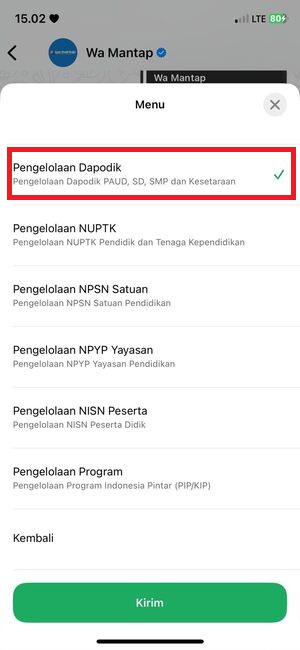 15.02
LTE 80
Wa Mantap
Wa Mantap
Menu
Pengelolaan Dapodik
Pengelolaan Dapodik PAUD, SD, SMP dan Kesetaraan
Pengelolaan NUPTK
Pengelolaan NUPTK Pendidik dan Tenaga Kependidikan
Pengelolaan NPSN Satuan
Pengelolaan NPSN Satuan Pendidikan
Pengelolaan NPYP Yayasan
Pengelolaan NPYP Yayasan Pendidikan
Pengelolaan NISN Peserta
Pengelolaan NISN Peserta Didik
Pengelolaan Program
Pengelolaan Program Indonesia Pintar (PIP/KIP)
Kembali
Kirim